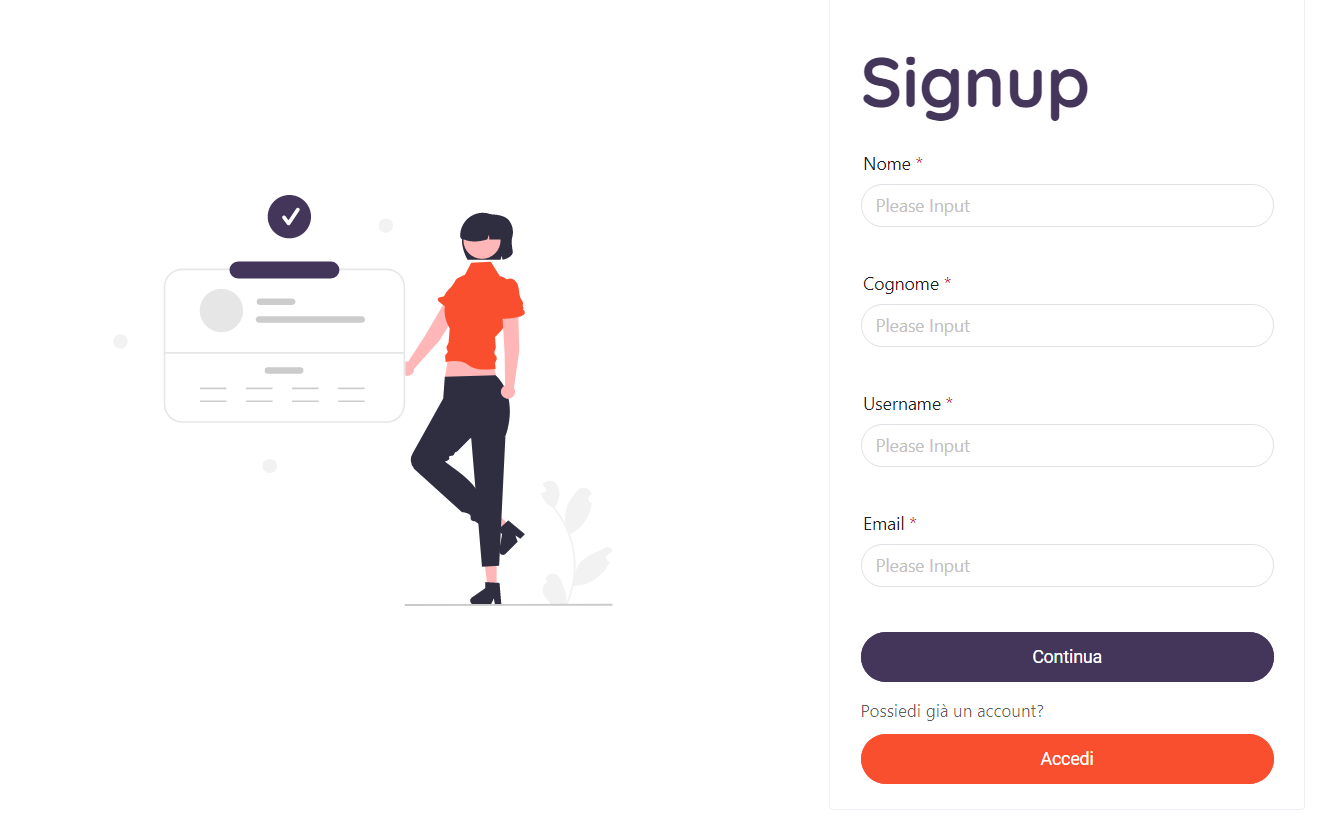 Signup
Nome *
Please Input
Cognome *
Please Input
Username *
Please Input
Email *
Please Input
Continua
Possiedi già un account?
Accedi